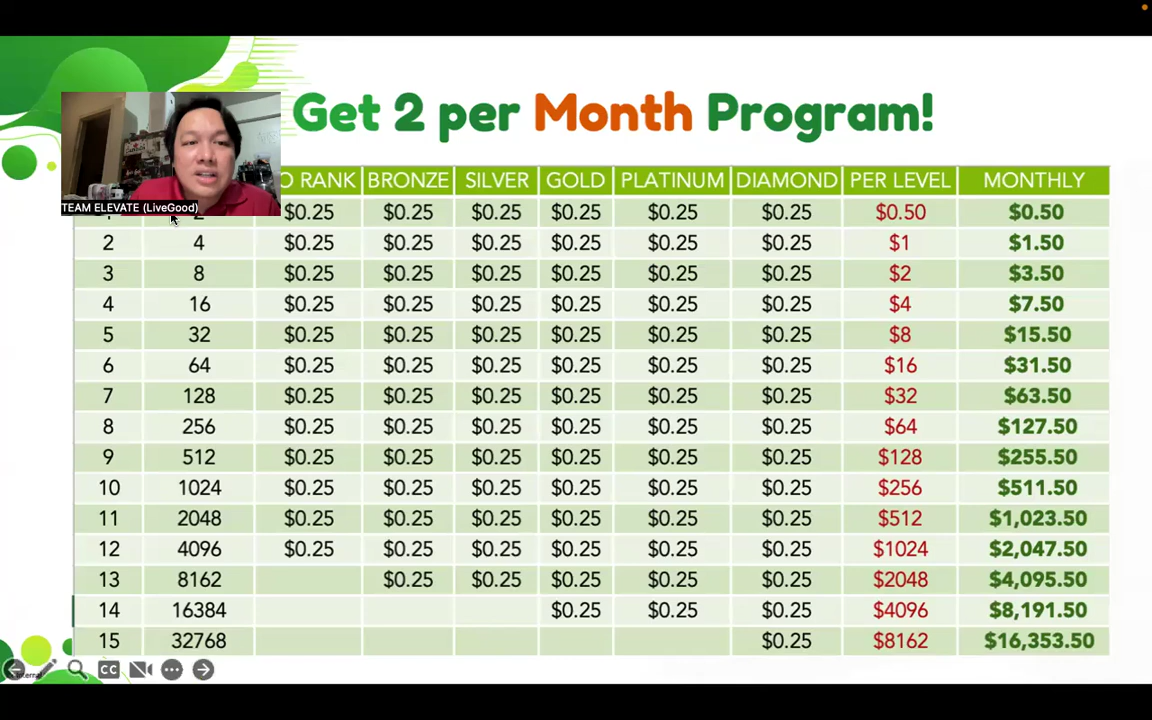 Get 2 per Month Program!
O RANK BRONZE SILVER GOLD PLATINUM DIAMOND PER LEVEL MONTHLY
TEAM ELEVATE (LiveGood)
$0.25 $0.25 $0.25 $0.25 $0.25 $0.25 $0.50 $0.50
2 4 $0.25 $0.25 $0.25 $0.25 $0.25 $0.25 $1 $1.50
3 8 $0.25 $0.25 $0.25 $0.25 $0.25 $0.25 $2 $3.50
4 16 $0.25 $0.25 $0.25 $0.25 $0.25 $0.25 $4 $7.50
5 32 $0.25 $0.25 $0.25 $0.25 $0.25 $0.25 $8 $15.50
6 64 $0.25 $0.25 $0.25 $0.25 $0.25 $0.25 $16 $31.50
7 128 $0.25 $0.25 $0.25 $0.25 $0.25 $0.25 $32 $63.50
8 256 $0.25 $0.25 $0.25 $0.25 $0.25 $0.25 $64 $127.50
9 512 $0.25 $0.25 $0.25 $0.25 $0.25 $0.25 $128 $255.50
10 1024 $0.25 $0.25 $0.25 $0.25 $0.25 $0.25 $256 $511.50
11 2048 $0.25 $0.25 $0.25 $0.25 $0.25 $0.25 $512 $1,023.50
12 4096 $0.25 $0.25 $0.25 $0.25 $0.25 $0.25 $1024 $2,047.50
13 8162 $0.25 $0.25 $0.25 $0.25 $0.25 $2048 $4,095.50
14 16384 $0.25 $0.25 $0.25 $4096 $8,191.50
15 32768 $0.25 $8162 $16,353.50
CC